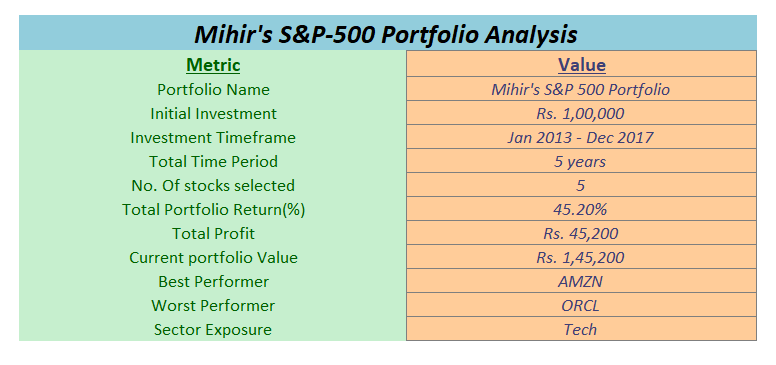 Mihir's S&P-500 Portfolio Analysis
Metric Value
Portfolio Name Mihir's S&P 500 Portfolio
Initial Investment Rs. 1,00,000
Investment Timeframe Jan 2013 - Dec 2017
Total Time Period 5 years
No. Of stocks selected 5
Total Portfolio Return(%) 45.20%
Total Profit Rs. 45,200
Current portfolio Value Rs. 1,45,200
Best Performer AMZN
Worst Performer ORCL
Sector Exposure Tech